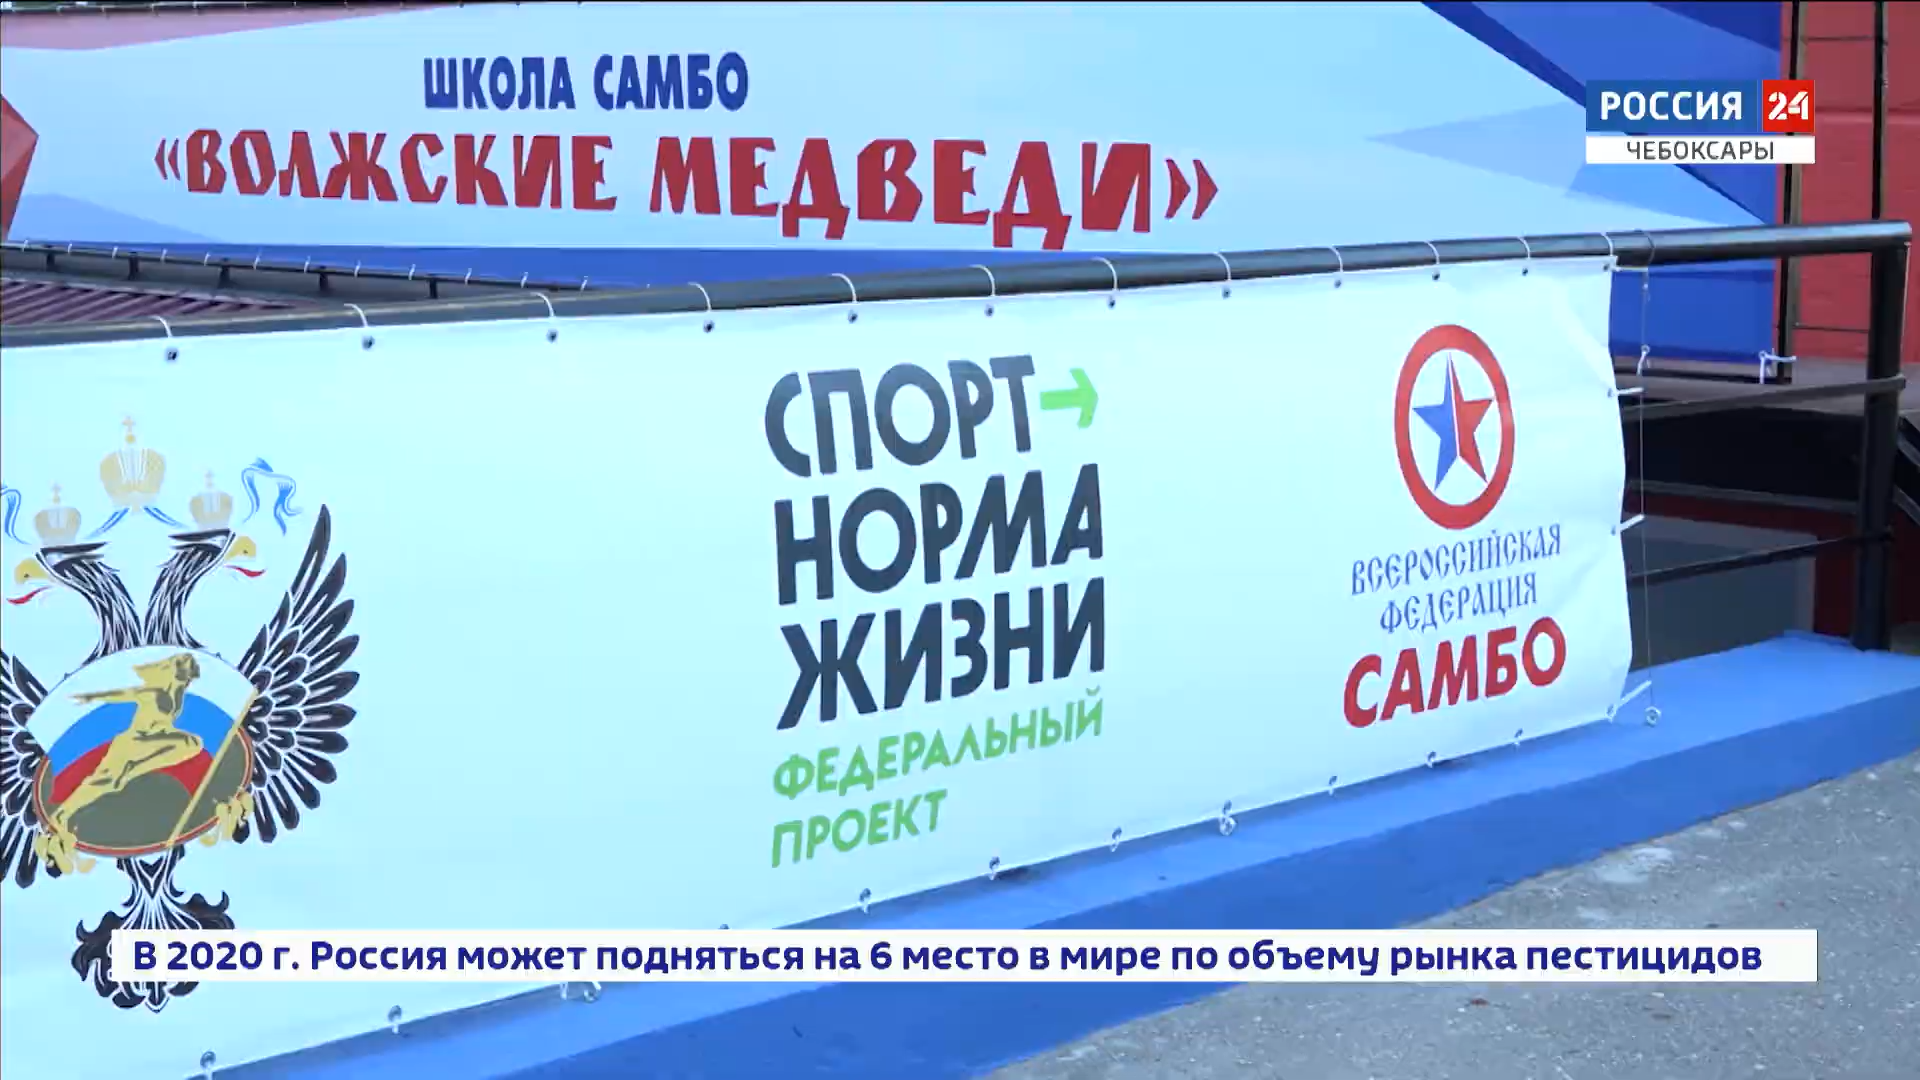 ШКОЛА САМБО
«ВОЛЖСКИЕ МЕДВЕДИ»
РОССИЯ 24
ЧЕБОКСАРЫ
СПОРТ
НОРМА
ЖИЗНИ
ФЕДЕРАЛЬНЫЙ
ПРОЕКТ
ВСЕРОССИЙСКАЯ
ФЕДЕРАЦИЯ
САМБО
В 2020 г. Россия может подняться на 6 место в мире по объему рынка пестицидов